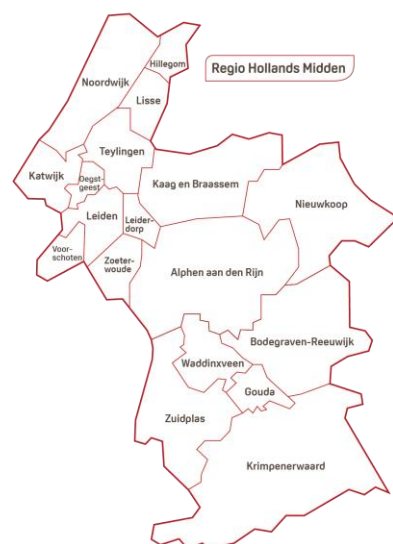 Hillegom
Regio Hollands Midden
Noordwijk
Lisse
Teylingen
Katwijk
Oegst-
geest
Kaag en Braassem
Nieuwkoop
Leiden
Leider-
dorp
Voor-
schoten
Zoeter-
woude
Alphen aan den Rijn
Bodegraven-Reeuwijk
Waddinxveen
Gouda
Zuidplas
Krimpenerwaard